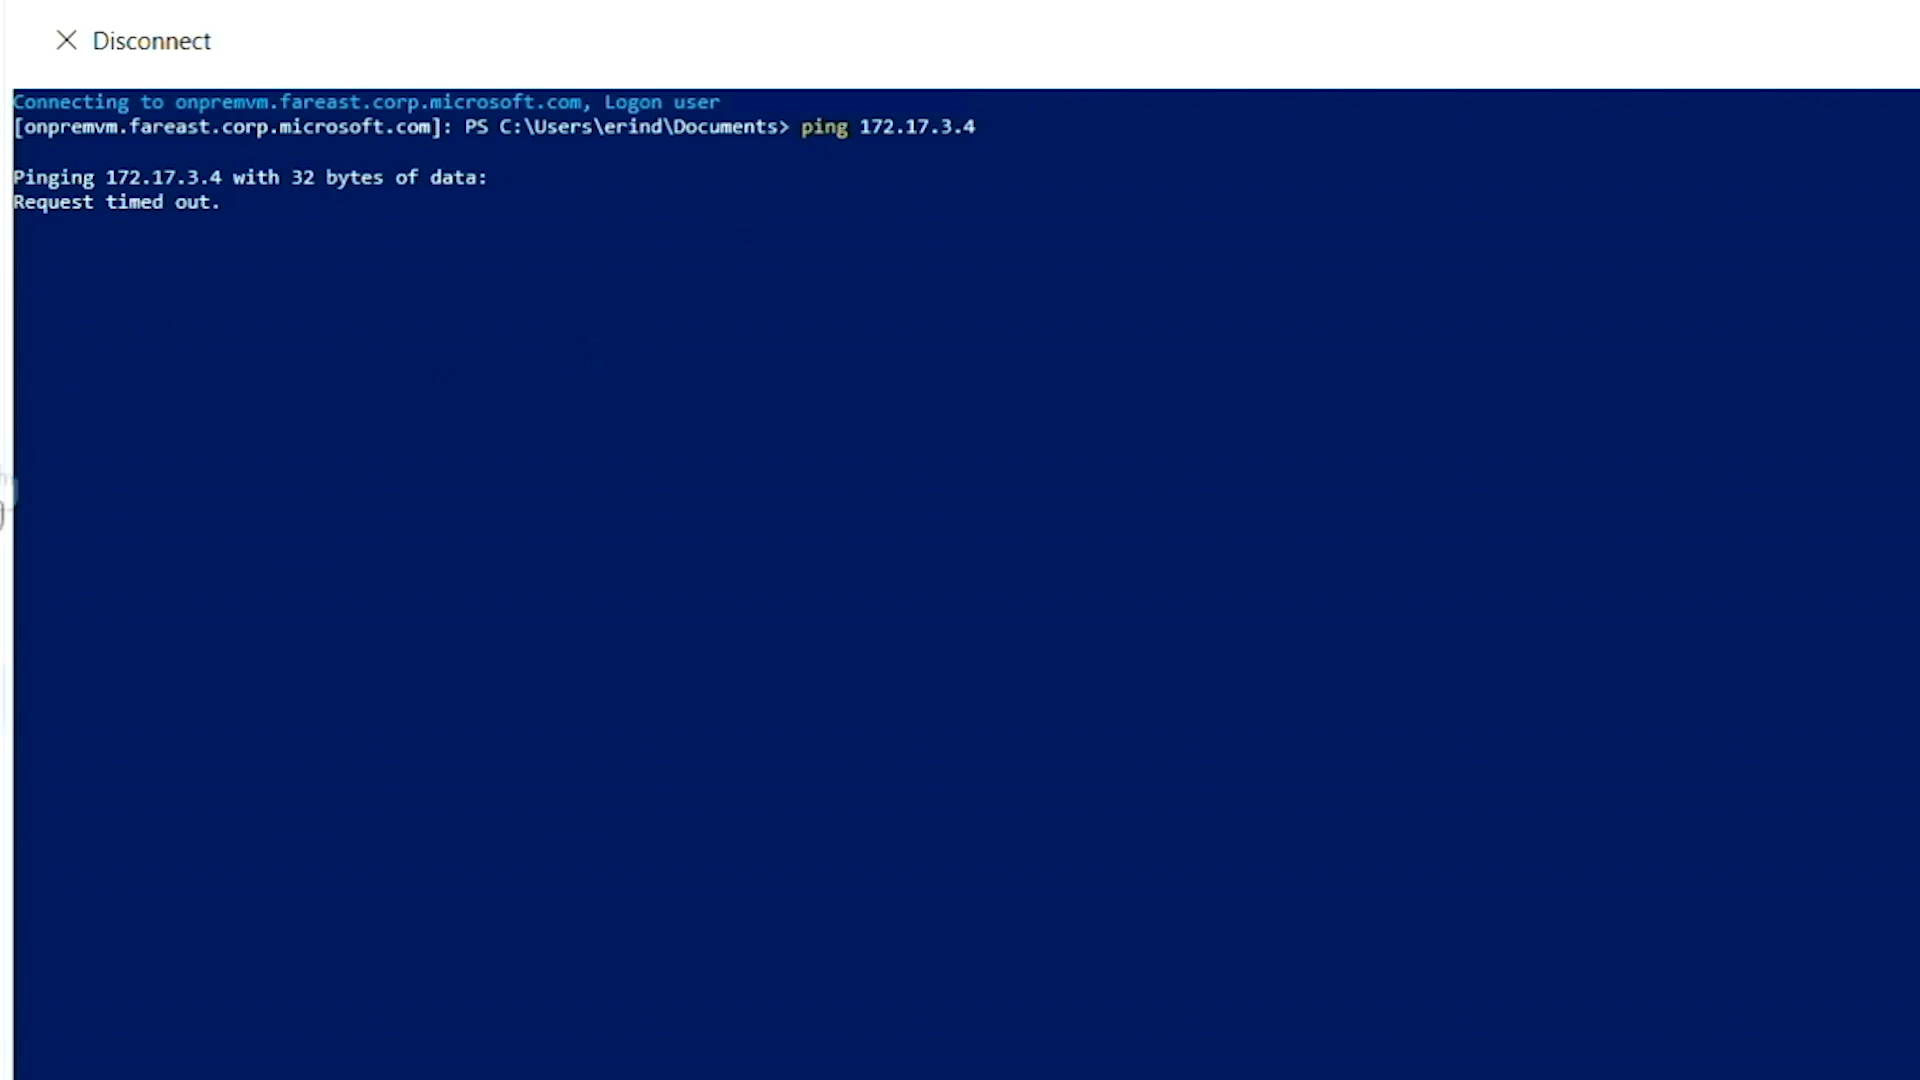 Disconnect
Connecting to onpremvm.fareast.corp.microsoft.com, Logon user
[onpremvm.fareast.corp.microsoft.com]: PS C:\Users\erind\Documents> ping 172.17.3.4
Pinging 172.17.3.4 with 32 bytes of data:
Request timed out.